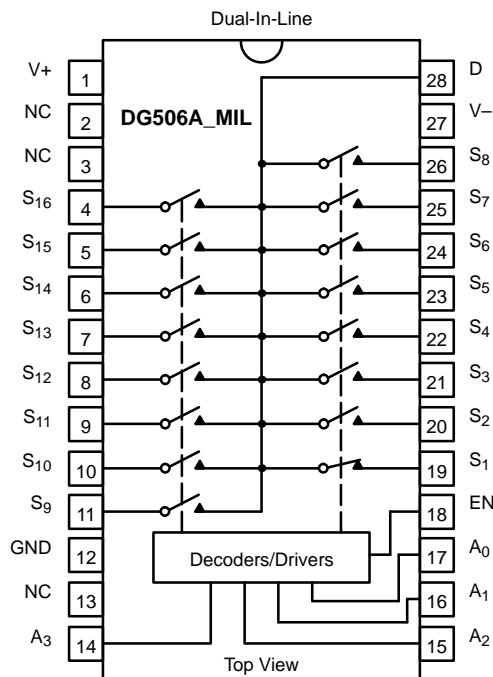 Dual-In-Line
DG506A_MIL
V+ 1 28 D
NC 2 27 V–
NC 3 26 S8
S16 4 25 S7
S15 5 24 S6
S14 6 23 S5
S13 7 22 S4
S12 8 21 S3
S11 9 20 S2
S10 10 19 S1
S9 11 18 EN
GND 12 17 A0
Decoders/Drivers
NC 13 16 A1
A3 14 15 A2
Top View